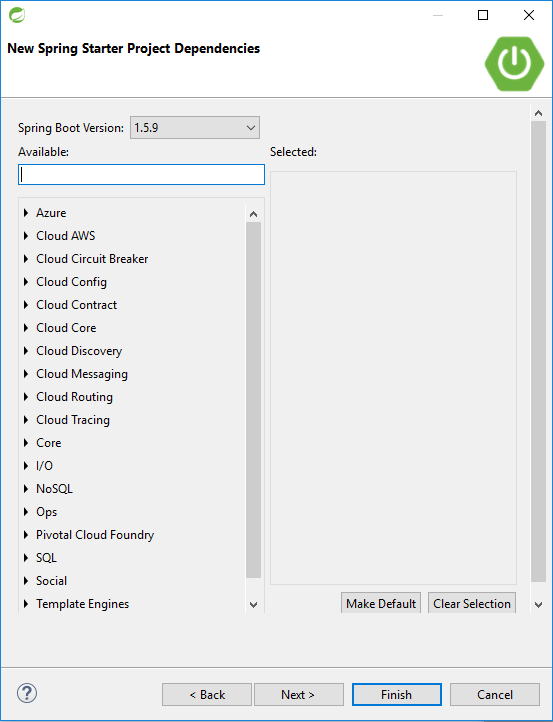 New Spring Starter Project Dependencies
Spring Boot Version: 1.5.9
Available: Selected:
Azure
Cloud AWS
Cloud Circuit Breaker
Cloud Config
Cloud Contract
Cloud Core
Cloud Discovery
Cloud Messaging
Cloud Routing
Cloud Tracing
Core
I/O
NoSQL
Ops
Pivotal Cloud Foundry
SQL
Social
Template Engines
Make Default Clear Selection
? < Back Next > Finish Cancel